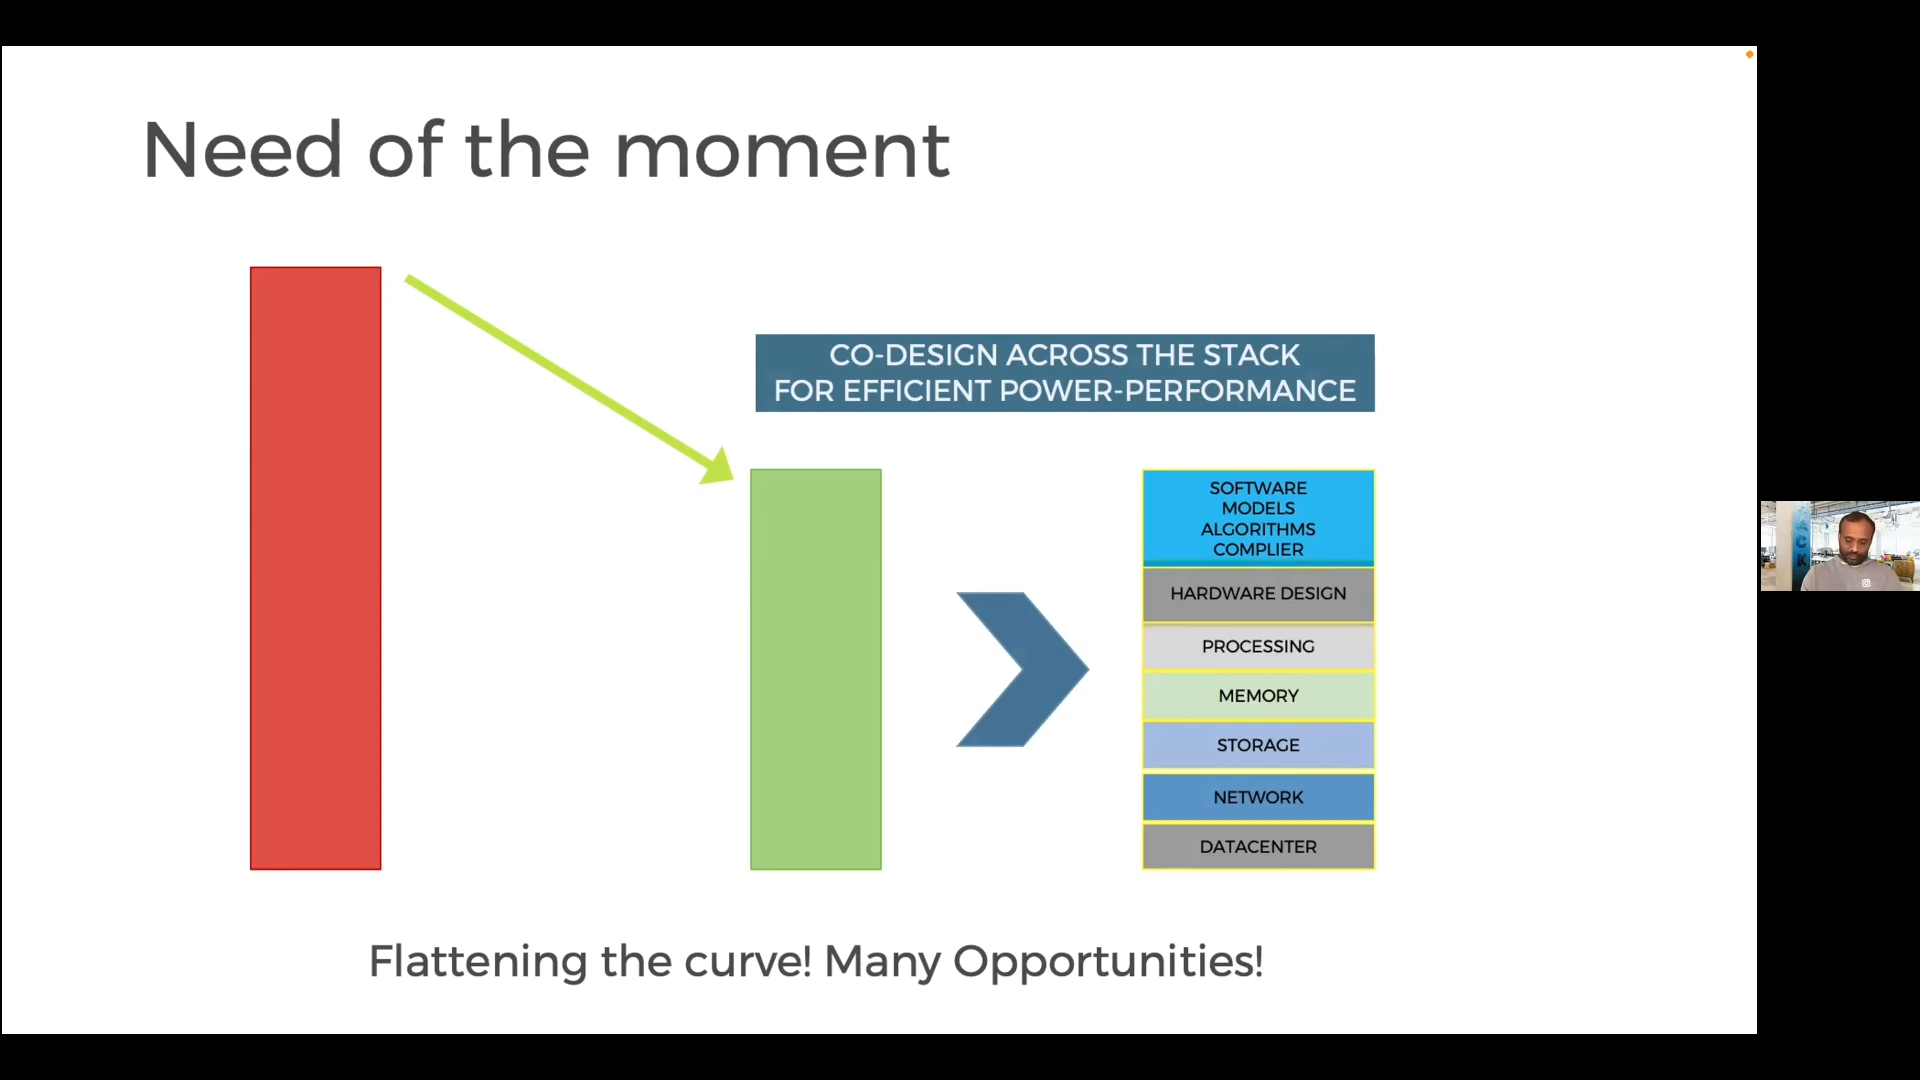 Need of the moment
CO-DESIGN ACROSS THE STACK
FOR EFFICIENT POWER-PERFORMANCE
SOFTWARE
MODELS
ALGORITHMS
COMPLIER
HARDWARE DESIGN
PROCESSING
MEMORY
STORAGE
NETWORK
DATACENTER
Flattening the curve! Many Opportunities!